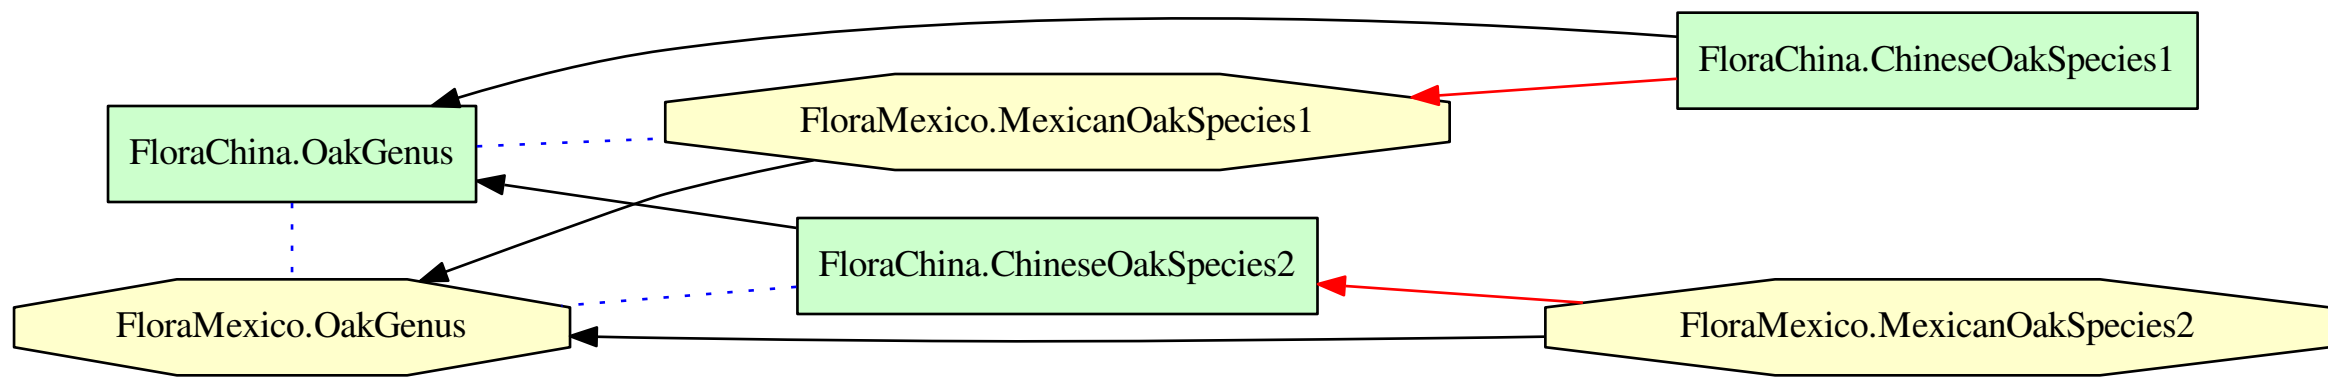 FloraChina.ChineseOakSpecies1
FloraMexico.MexicanOakSpecies1
FloraChina.OakGenus
FloraChina.ChineseOakSpecies2
FloraMexico.OakGenus
FloraMexico.MexicanOakSpecies2